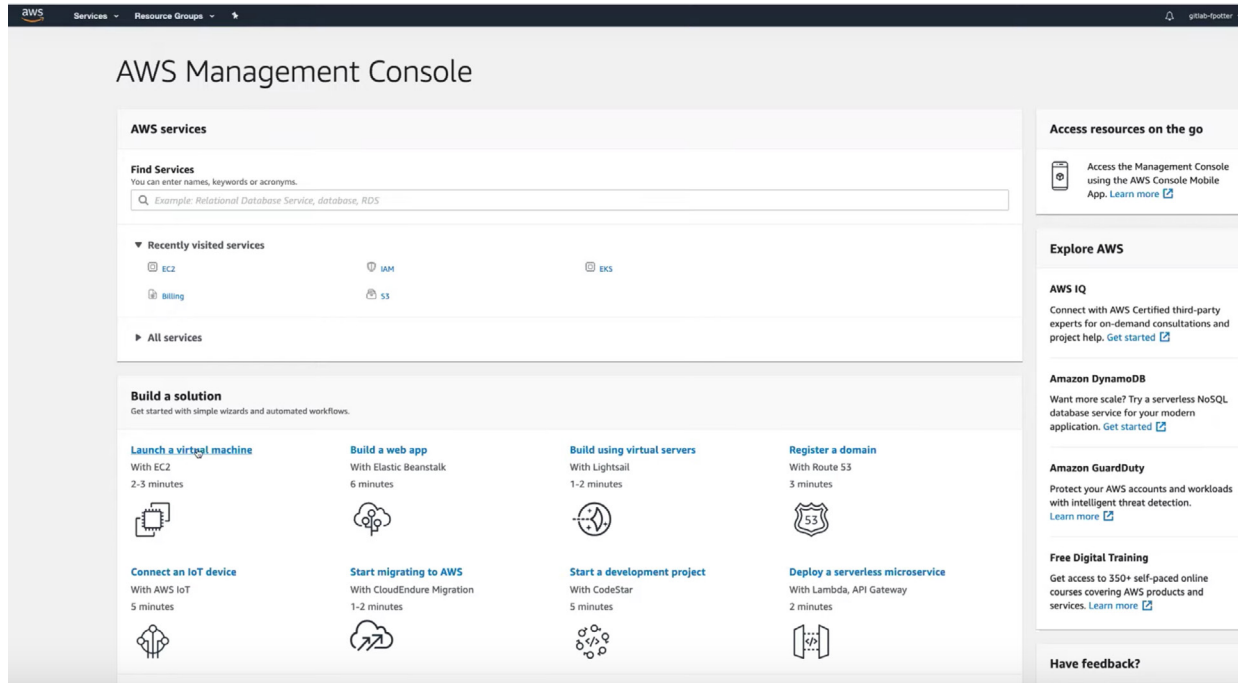 aws
Services
Resource Groups
gitlab-fpotter
AWS Management Console
AWS services
Find Services
You can enter names, keywords or acronyms.
Example: Relational Database Service, database, RDS
Recently visited services
EC2
IAM
EKS
Billing
S3
All services
Build a solution
Get started with simple wizards and automated workflows.
Launch a virtual machine
With EC2
2-3 minutes
Build a web app
With Elastic Beanstalk
6 minutes
Build using virtual servers
With Lightsail
1-2 minutes
Register a domain
With Route 53
3 minutes
53
Connect an IoT device
With AWS IoT
5 minutes
Start migrating to AWS
With CloudEndure Migration
1-2 minutes
Start a development project
With CodeStar
5 minutes
Deploy a serverless microservice
With Lambda, API Gateway
2 minutes
Access resources on the go
Access the Management Console
using the AWS Console Mobile
App. Learn more
Explore AWS
AWS IQ
Connect with AWS Certified third-party
experts for on-demand consultations and
project help. Get started
Amazon DynamoDB
Want more scale? Try a serverless NoSQL
database service for your modern
application. Get started
Amazon GuardDuty
Protect your AWS accounts and workloads
with intelligent threat detection.
Learn more
Free Digital Training
Get access to 350+ self-paced online
courses covering AWS products and
services. Learn more
Have feedback?